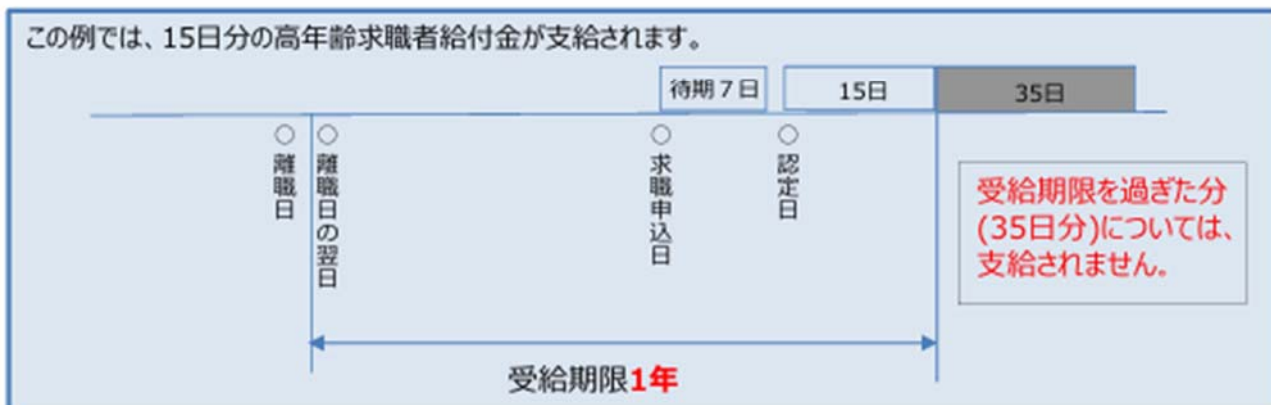 この例では、15日分の高年齢求職者給付金が支給されます。
待期７日
15日
35日
○離職日
○離職日の翌日
○求職申込日
○認定日
受給期限を過ぎた分
(35日分)については、
支給されません。
受給期限1年